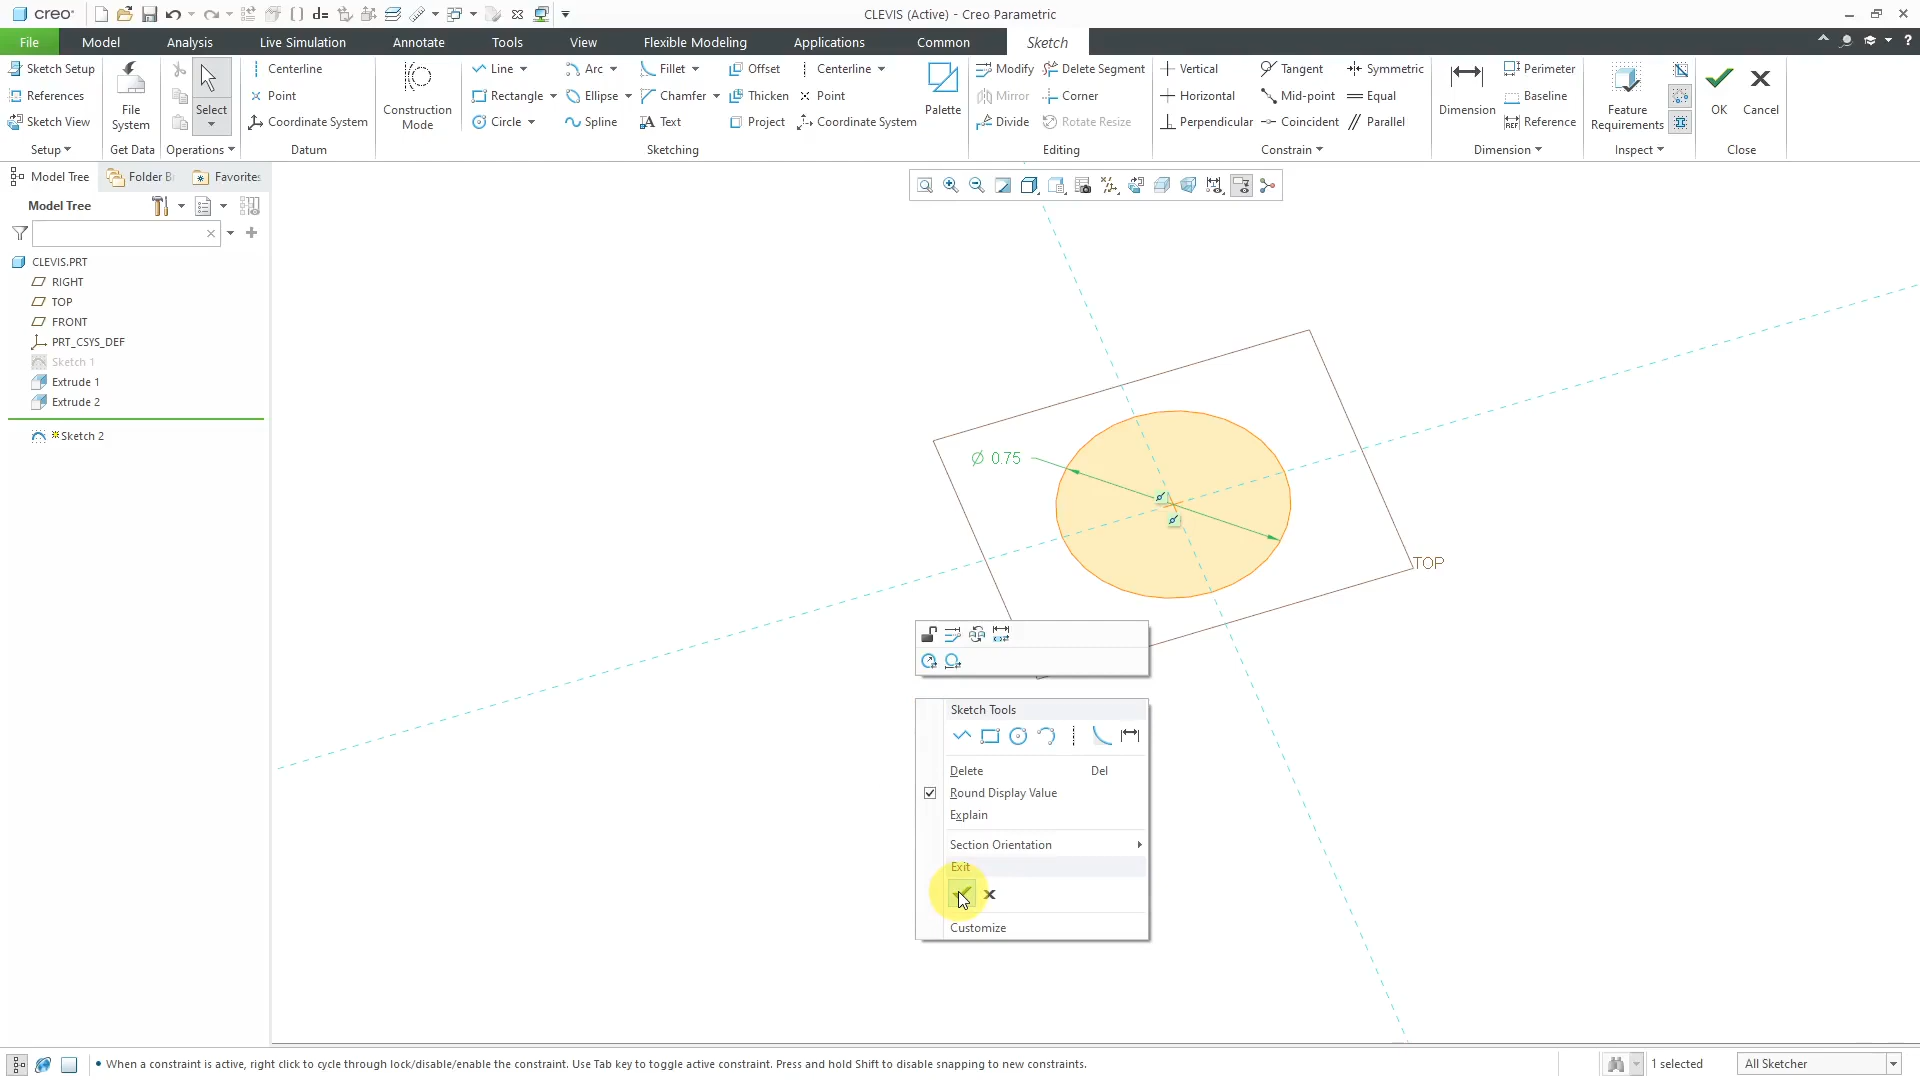 creo
CLEVIS (Active) - Creo Parametric
File Model Analysis Live Simulation Annotate Tools View Flexible Modeling Applications Common Sketch
Sketch Setup
References
Sketch View
Setup
File System
Get Data
Select
Operations
Centerline
Point
Coordinate System
Datum
Construction Mode
Line Arc Fillet Offset Centerline
Rectangle Ellipse Chamfer Thicken Point
Circle Spline Text Project Coordinate System
Palette
Sketching
Modify Delete Segment
Mirror Corner
Divide Rotate Resize
Editing
Vertical Tangent Symmetric
Horizontal Mid-point Equal
Perpendicular Coincident Parallel
Constrain
Dimension
Perimeter
Baseline
Reference
Dimension
Feature Requirements
Inspect
OK
Cancel
Close
Model Tree Folder B Favorites
Model Tree
CLEVIS.PRT
RIGHT
TOP
FRONT
PRT_CSYS_DEF
Sketch 1
Extrude 1
Extrude 2
Sketch 2
Ø 0.75
TOP
Sketch Tools
Delete Del
Round Display Value
Explain
Section Orientation
Exit
Customize
• When a constraint is active, right click to cycle through lock/disable/enable the constraint. Use Tab key to toggle active constraint. Press and hold Shift to disable snapping to new constraints.
1 selected
All Sketcher